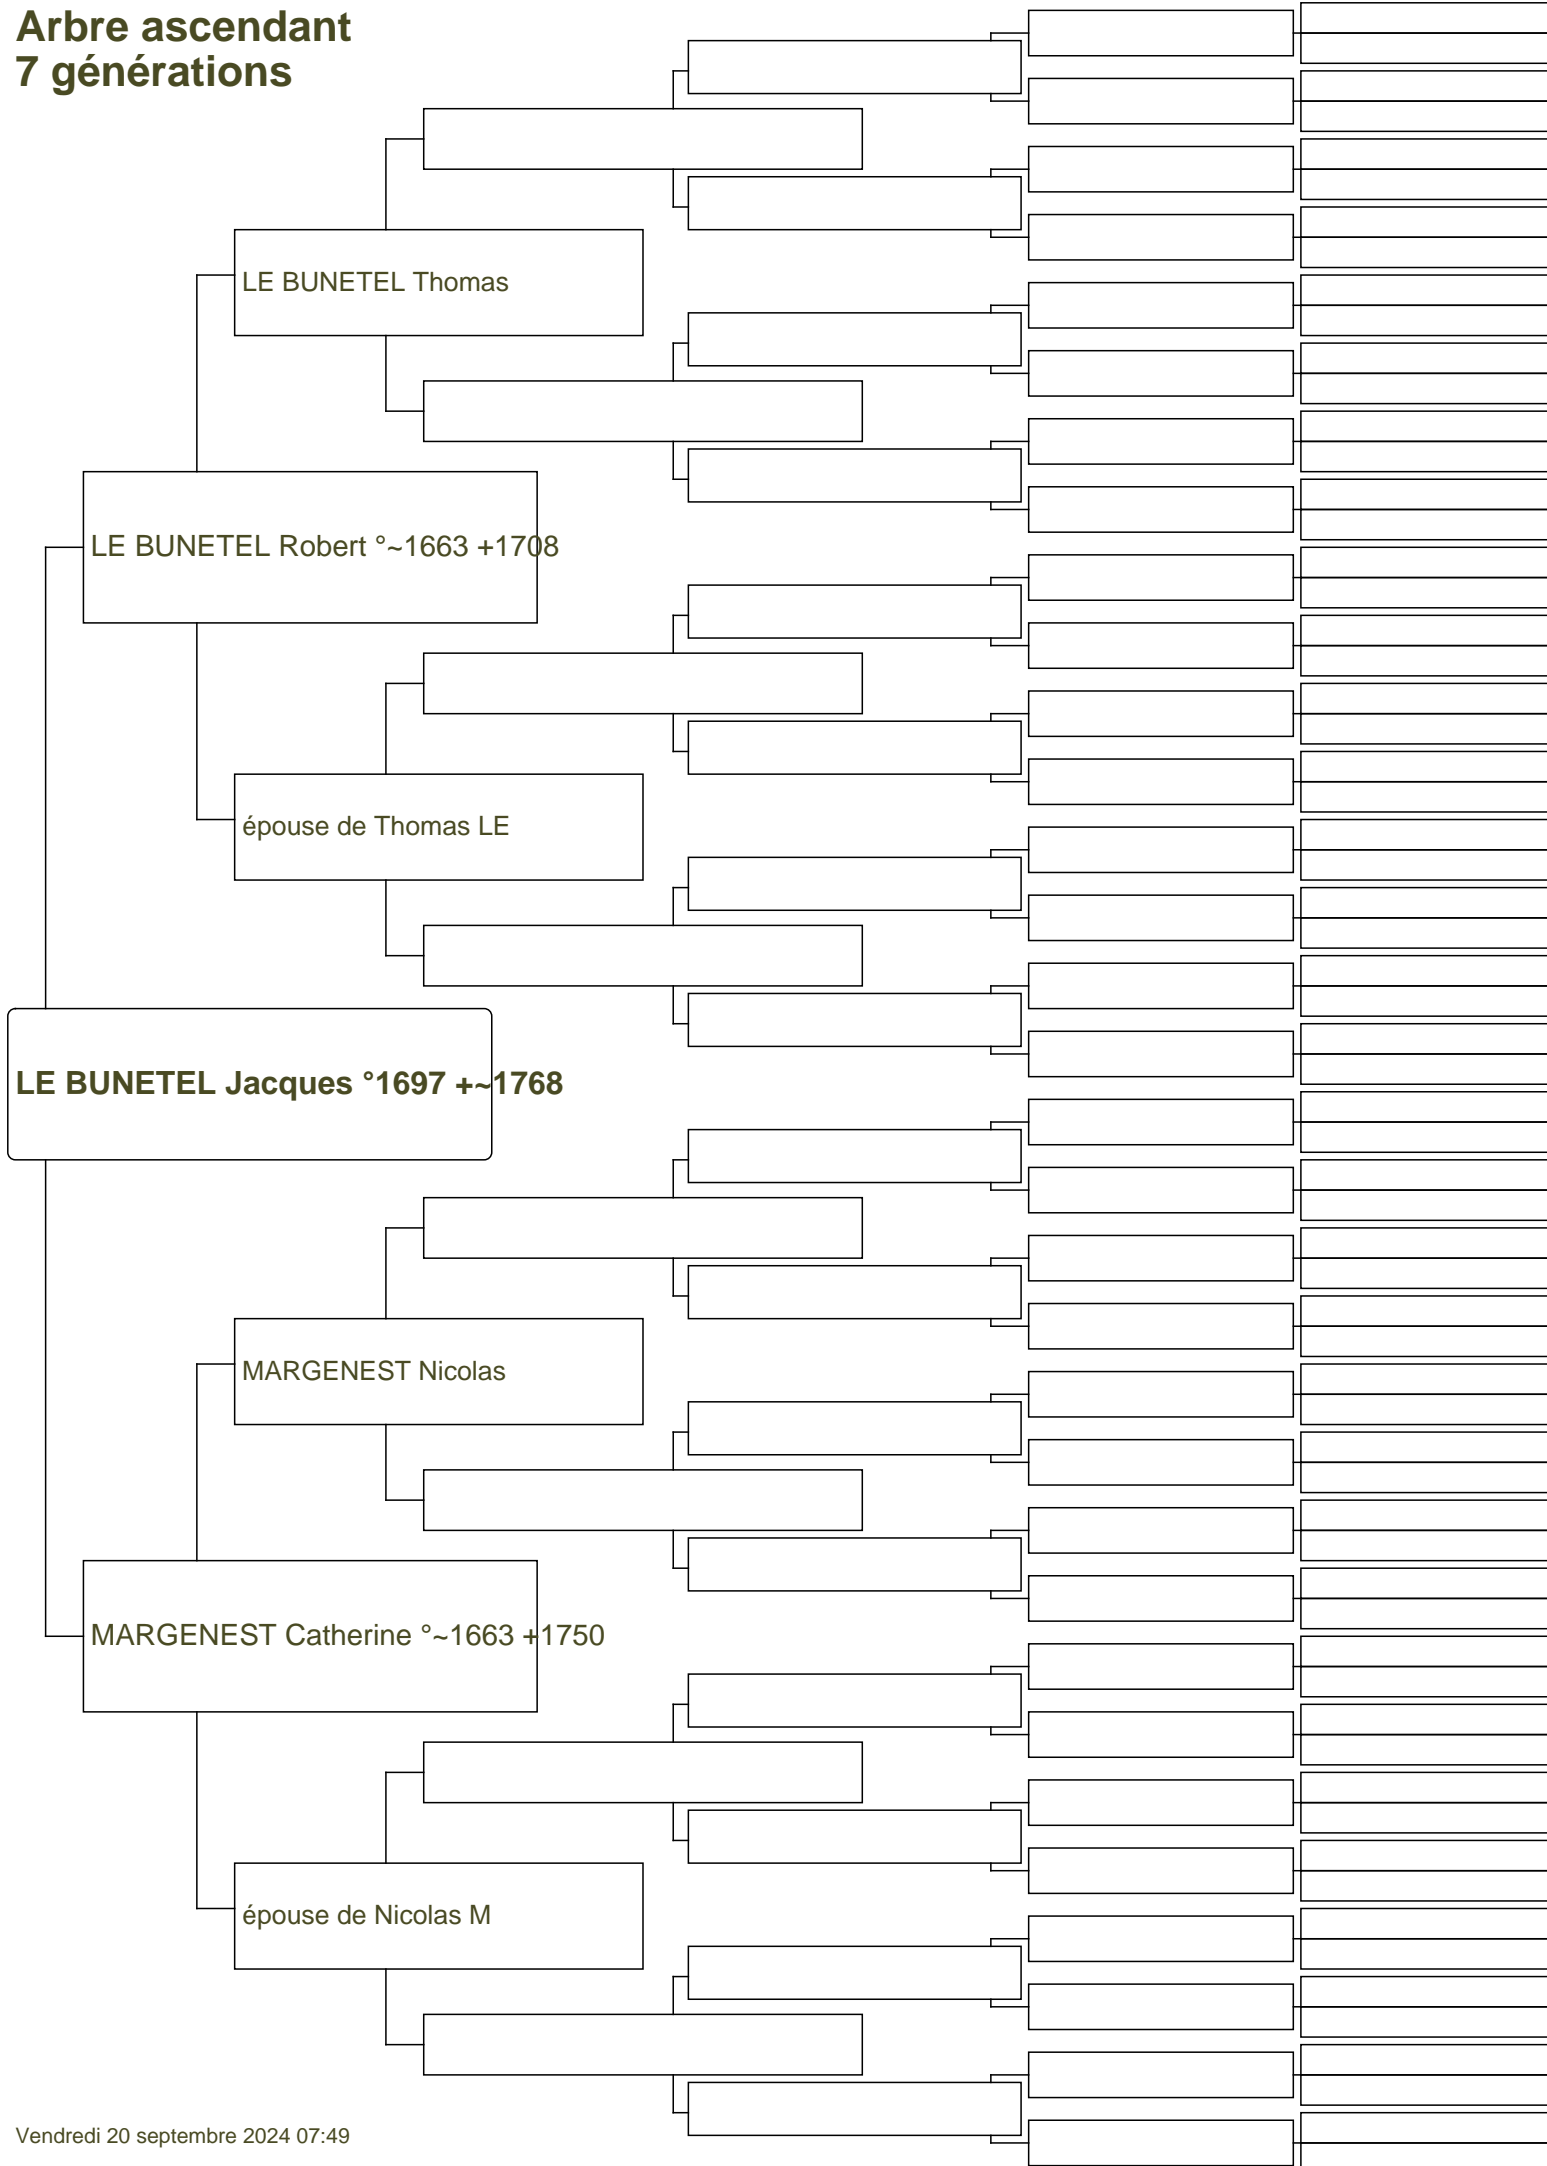 Arbre ascendant
7 générations
LE BUNETEL Thomas
LE BUNETEL Robert °~1663 +1708
épouse de Thomas LE
LE BUNETEL Jacques °1697 +~1768
MARGENEST Nicolas
MARGENEST Catherine °~1663 +1750
épouse de Nicolas M
Vendredi 20 septembre 2024 07:49